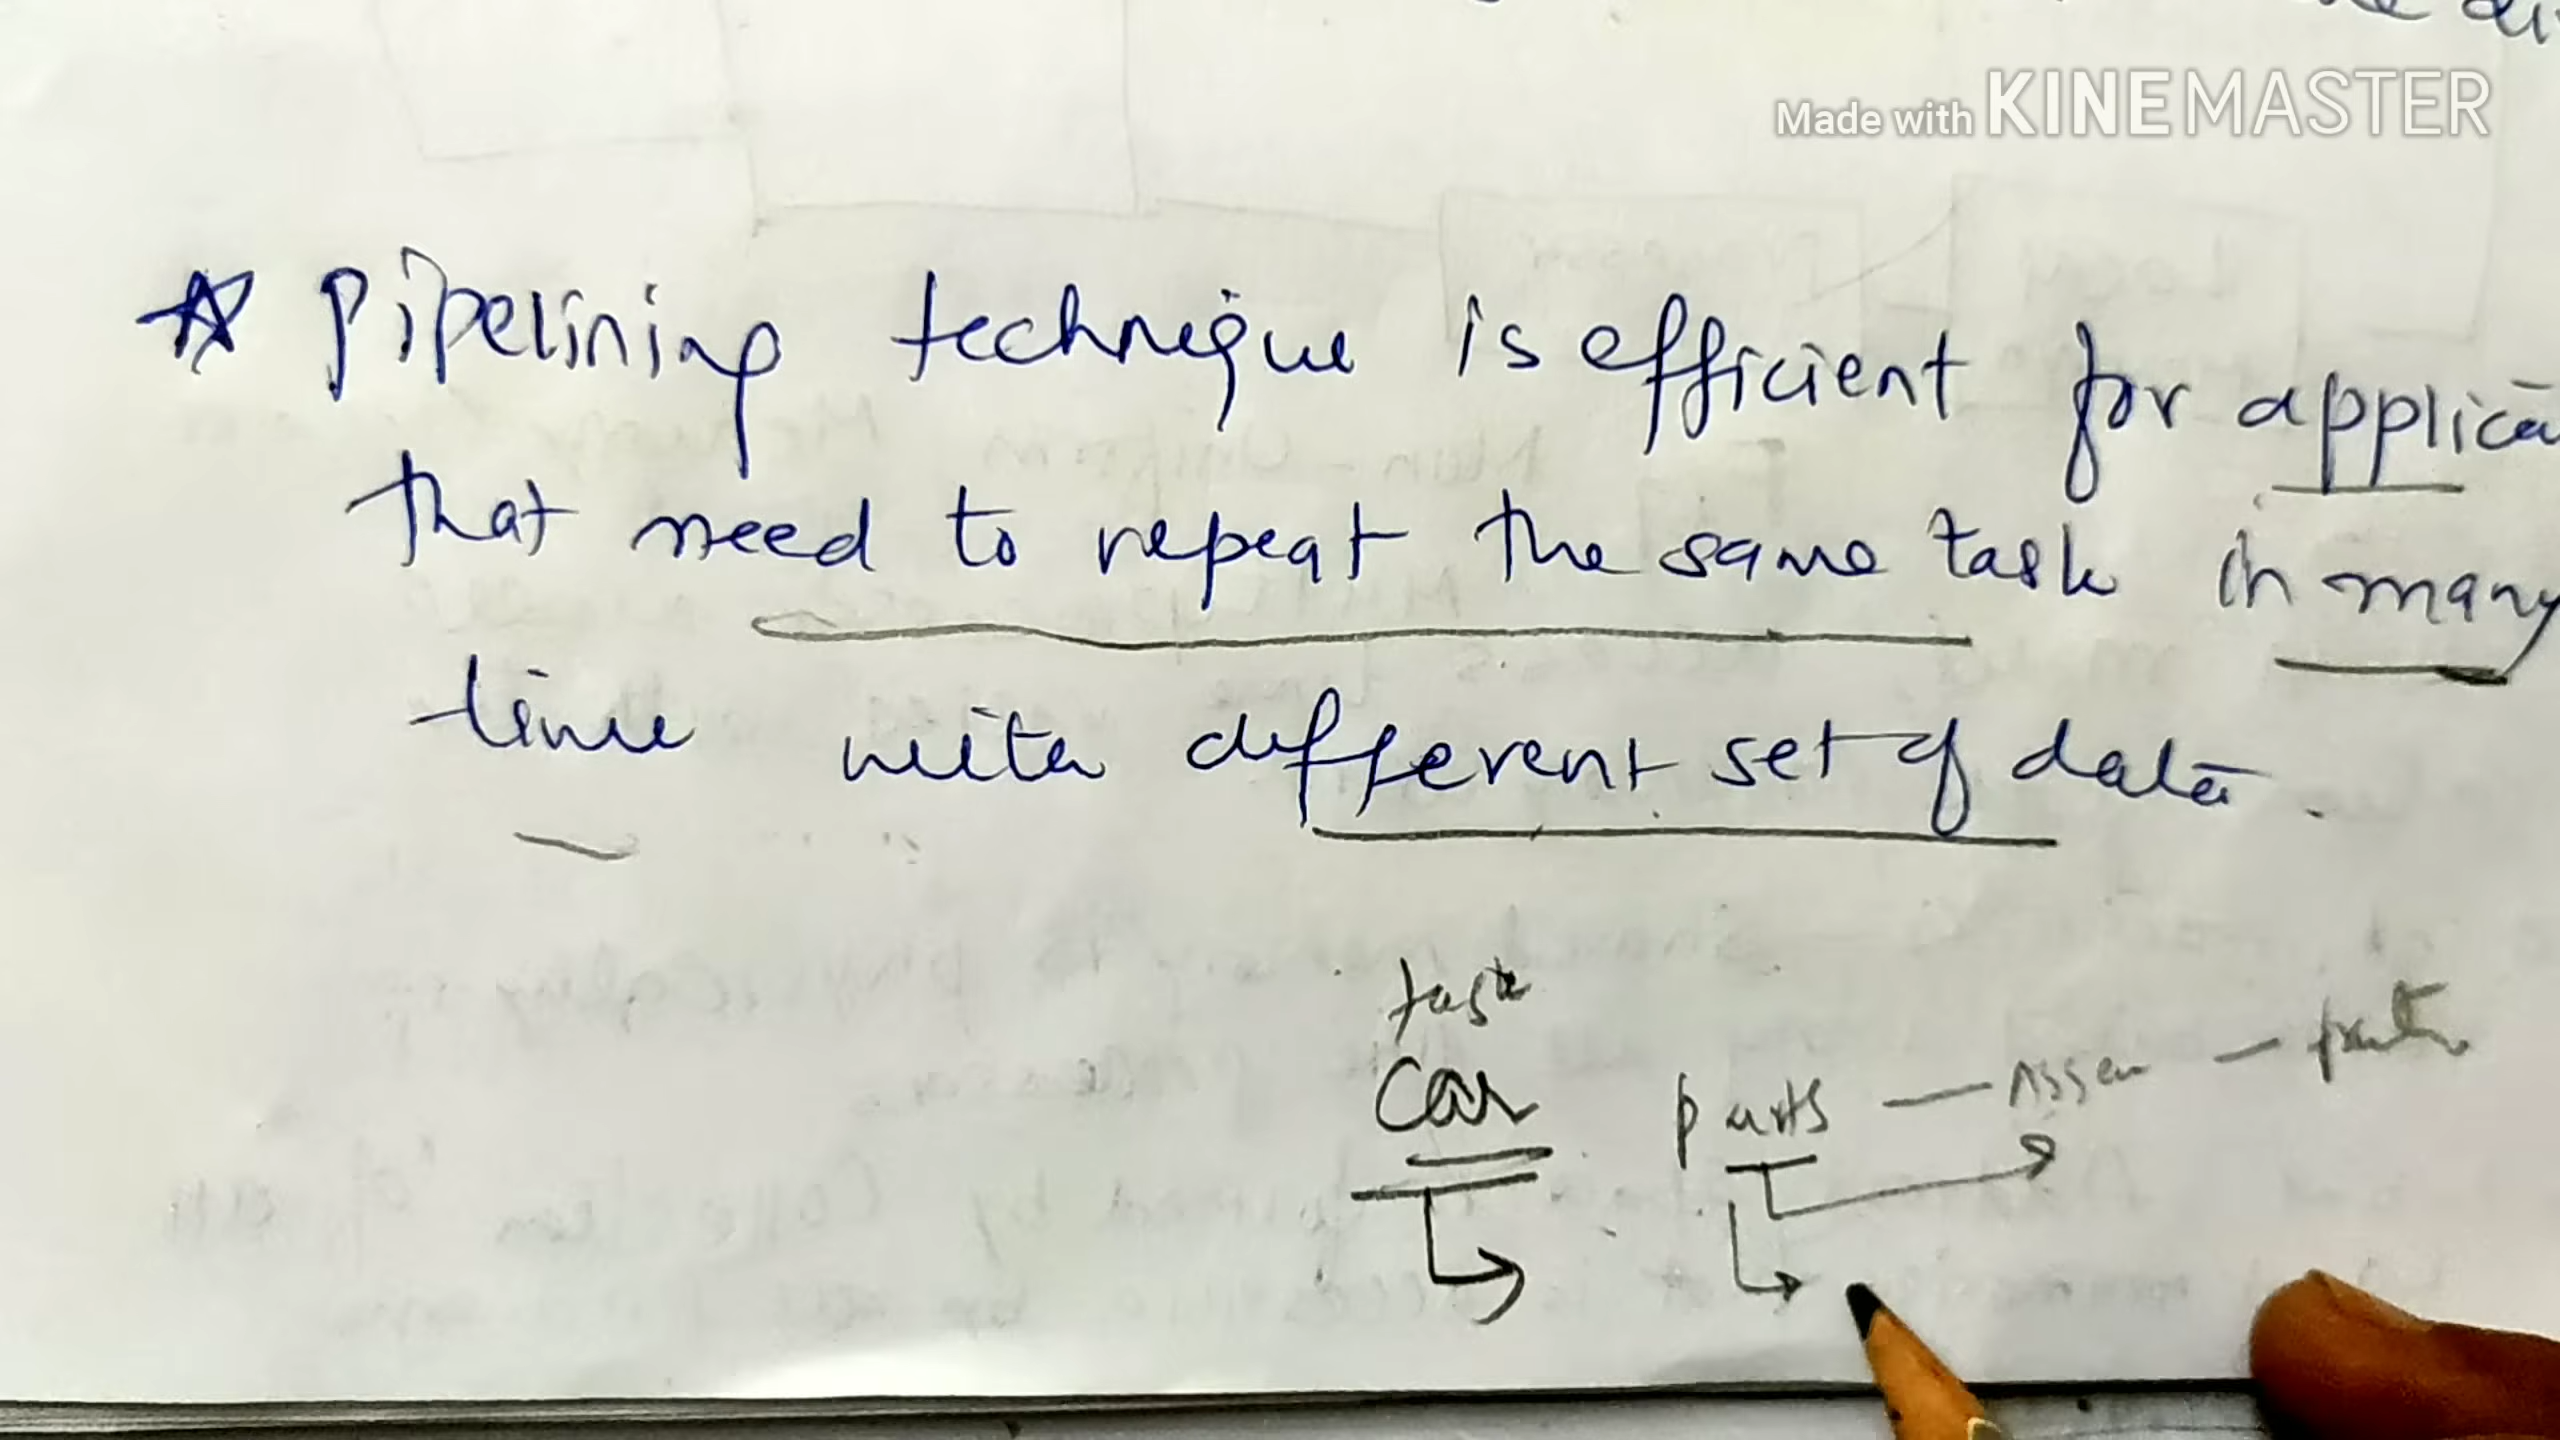 Made with KINEMASTER
☆ Pipelining technique is efficient for applica
that need to repeat the same task in many
time with different set of data.
task
Car parts — Assem —